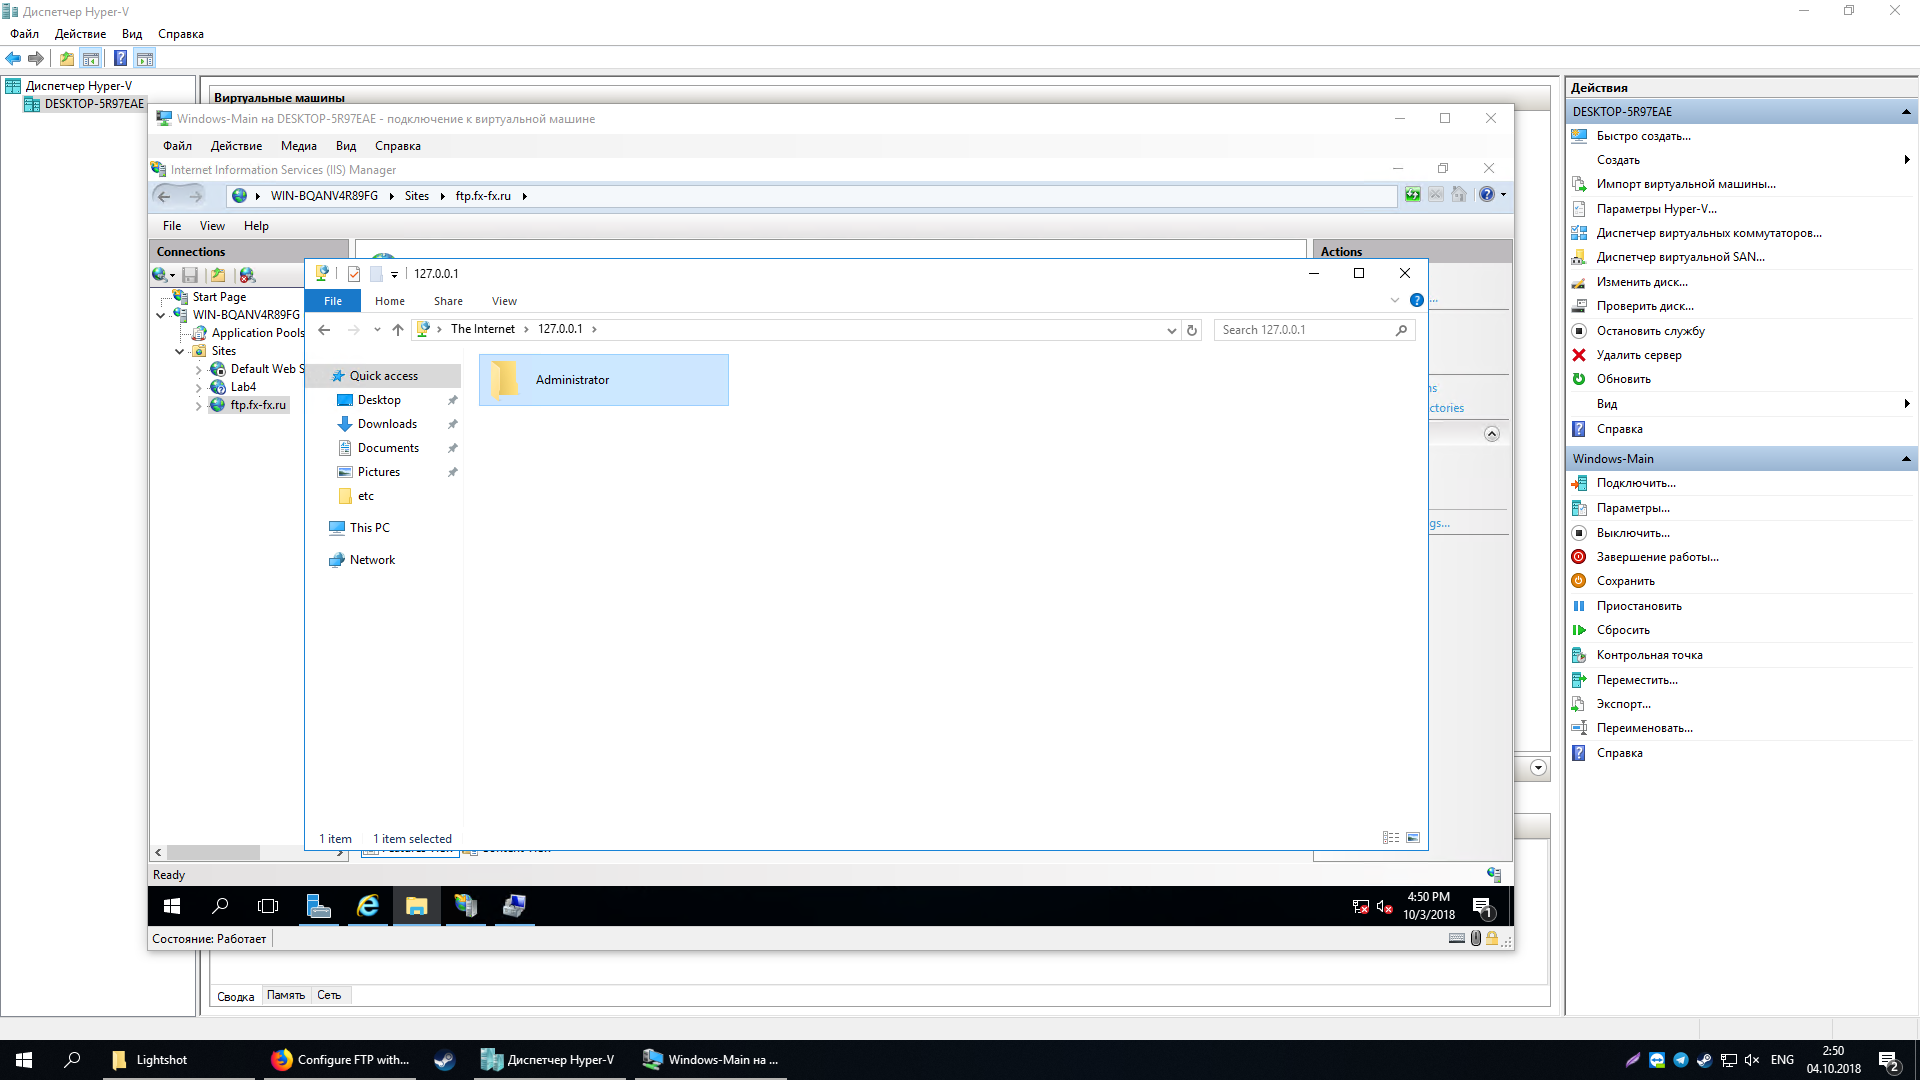 Диспетчер Hyper-V
Файл Действие Вид Справка
Диспетчер Hyper-V
DESKTOP-5R97EAE
Виртуальные машины
Windows-Main на DESKTOP-5R97EAE - подключение к виртуальной машине
Файл Действие Медиа Вид Справка
Internet Information Services (IIS) Manager
WIN-BQANV4R89FG Sites ftp.fx-fx.ru
File View Help
Connections
Start Page
WIN-BQANV4R89FG
Application Pools
Sites
Default Web S
Lab4
ftp.fx-fx.ru
Actions
...
ns
ctories
gs...
127.0.0.1
File Home Share View
The Internet 127.0.0.1
Search 127.0.0.1
Quick access
Desktop
Downloads
Documents
Pictures
etc
This PC
Network
Administrator
1 item 1 item selected
Ready
4:50 PM
10/3/2018
1
Состояние: Работает
Сводка Память Сеть
Действия
DESKTOP-5R97EAE
Быстро создать...
Создать
Импорт виртуальной машины...
Параметры Hyper-V...
Диспетчер виртуальных коммутаторов...
Диспетчер виртуальной SAN...
Изменить диск...
Проверить диск...
Остановить службу
Удалить сервер
Обновить
Вид
Справка
Windows-Main
Подключить...
Параметры...
Выключить...
Завершение работы...
Сохранить
Приостановить
Сбросить
Контрольная точка
Переместить...
Экспорт...
Переименовать...
Справка
Lightshot
Configure FTP with...
Диспетчер Hyper-V
Windows-Main на ...
ENG
2:50
04.10.2018
2